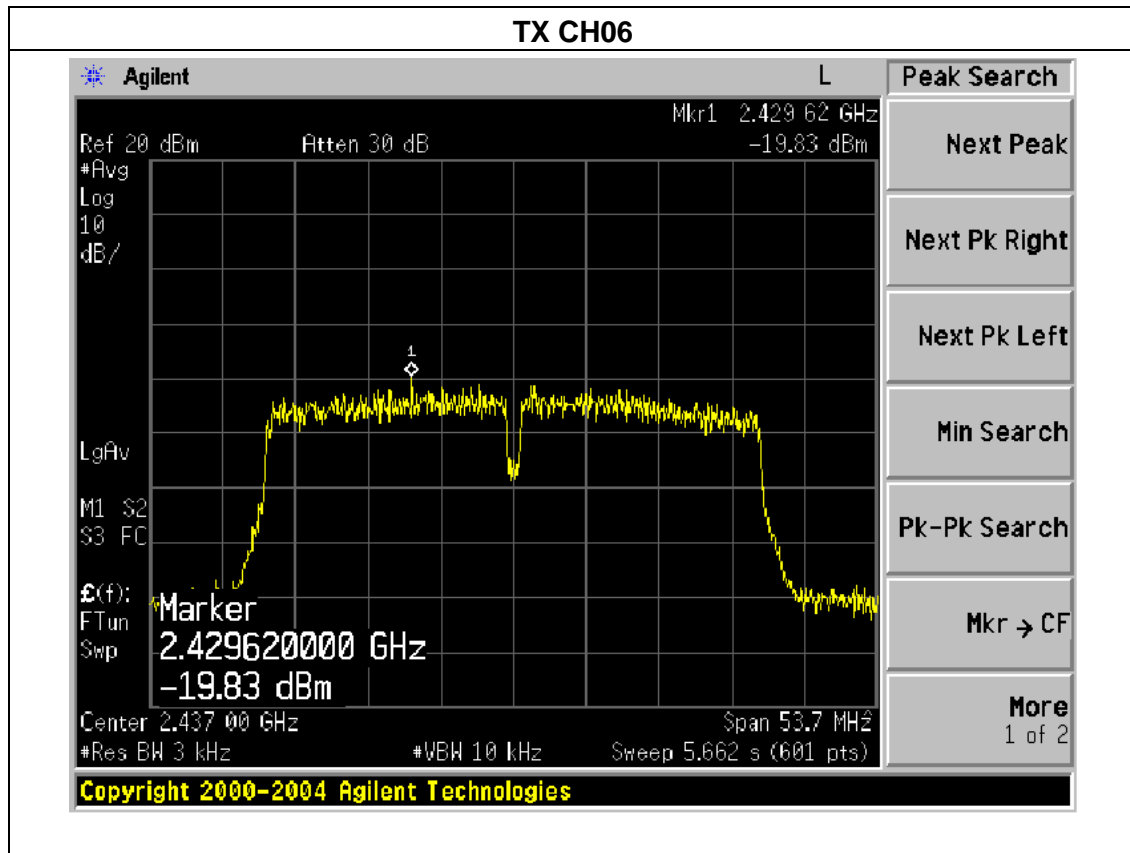 TX CH06
Agilent L Peak Search
Mkr1 2.429 62 GHz
Ref 20 dBm Atten 30 dB -19.83 dBm
#Avg
Log
10
dB/
1
LgAv
M1 S2
S3 FC
£(f):
FTun
Swp
Marker
2.429620000 GHz
-19.83 dBm
Center 2.437 00 GHz Span 53.7 MHz
#Res BW 3 kHz #VBW 10 kHz Sweep 5.662 s (601 pts)
Copyright 2000-2004 Agilent Technologies
Next Peak
Next Pk Right
Next Pk Left
Min Search
Pk-Pk Search
Mkr → CF
More
1 of 2